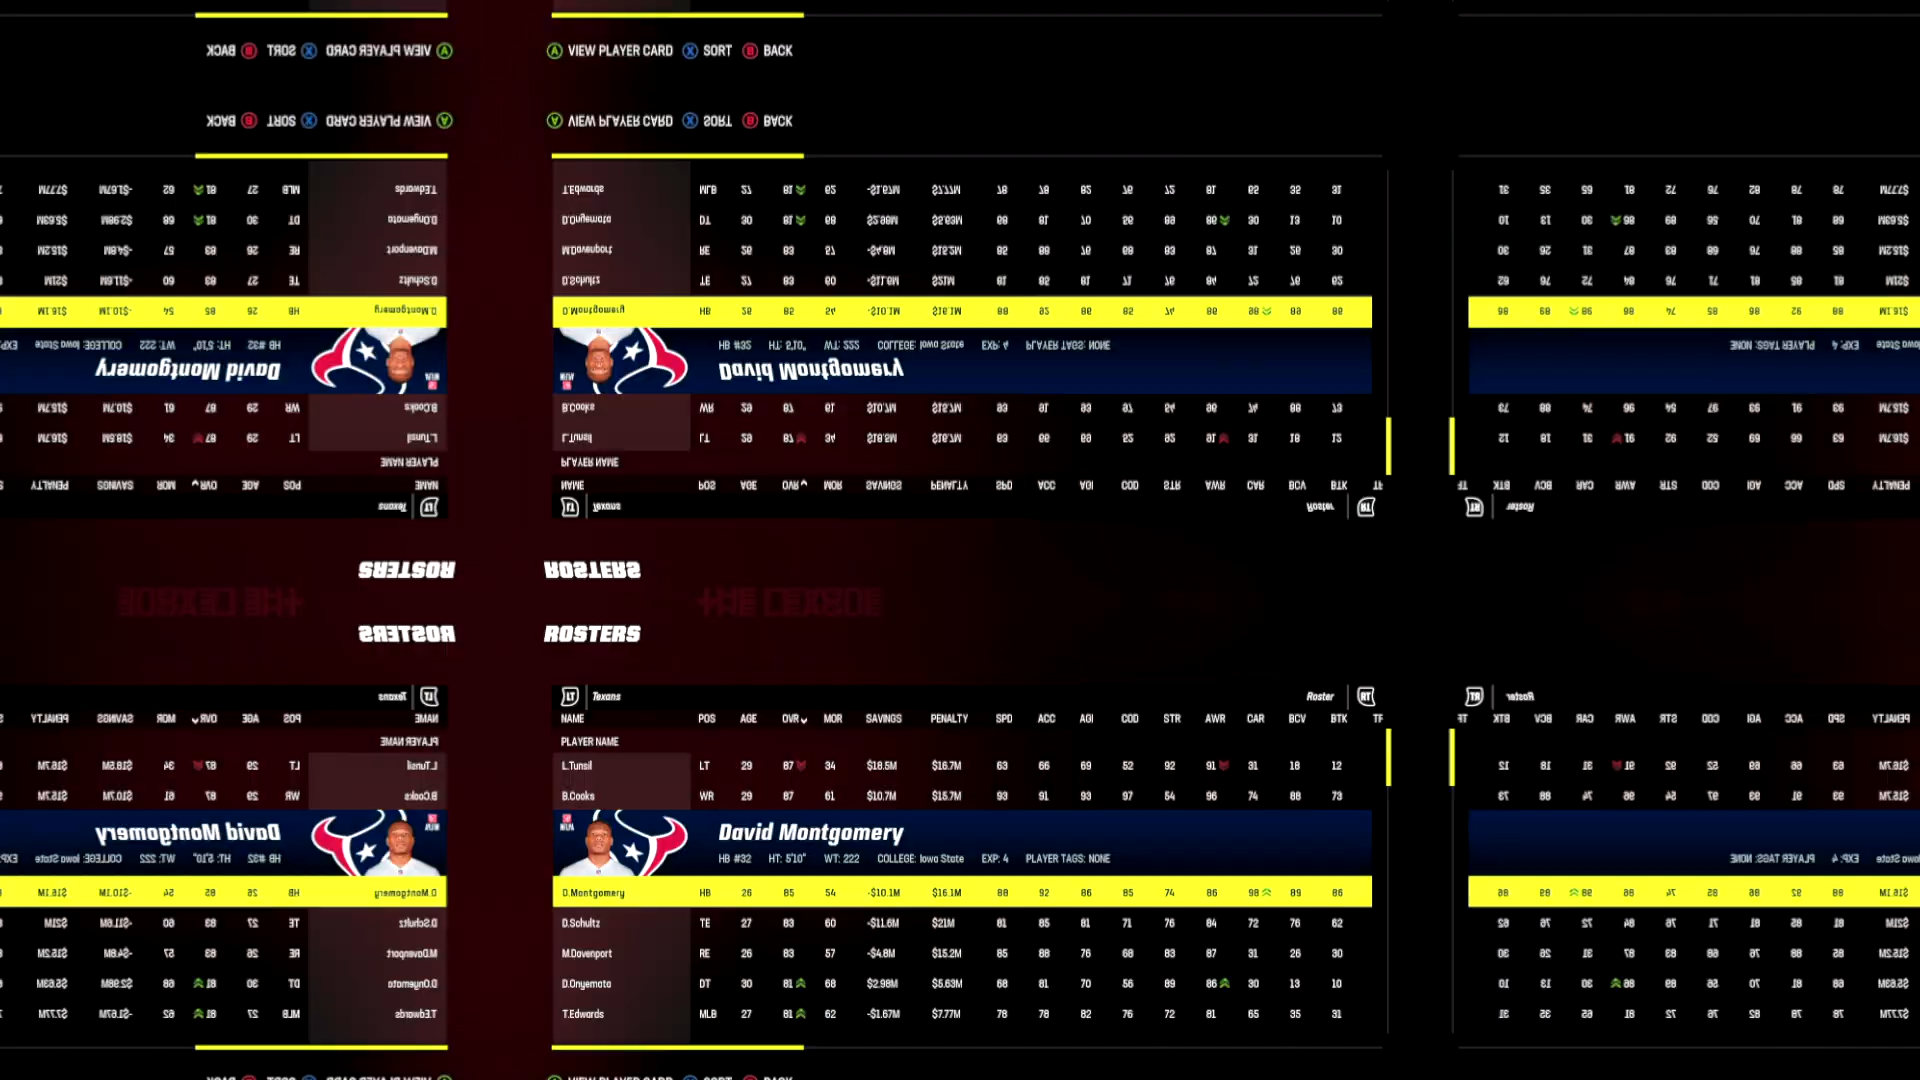 A VIEW PLAYER CARD X SORT B BACK
ROSTERS
THE LEAGUE
ROSTERS
LT Texans Roster RT
NAME POS AGE OVR MOR SAVINGS PENALTY SPD ACC AGI COD STR AWR CAR BCV BTK
PLAYER NAME
L.Tunsil LT 29 87 34 $18.5M $16.7M 63 66 69 52 92 91 31 18 12
B.Cooks WR 29 87 61 $10.7M $15.7M 93 91 93 97 54 96 74 88 73
David Montgomery
HB #32 HT: 5'10" WT: 222 COLLEGE: Iowa State EXP: 4 PLAYER TAGS: NONE
D.Montgomery HB 26 85 54 -$10.1M $16.1M 88 92 86 85 74 86 98 89 86
D.Schultz TE 27 83 60 -$11.6M $21M 81 85 81 71 76 84 72 76 62
M.Davenport RE 26 83 57 -$4.8M $15.2M 85 88 76 68 83 87 31 26 30
D.Onyemata DT 30 81 68 $2.98M $5.63M 68 81 70 56 89 86 30 13 10
T.Edwards MLB 27 81 62 -$1.67M $7.77M 78 78 82 76 72 81 65 35 31